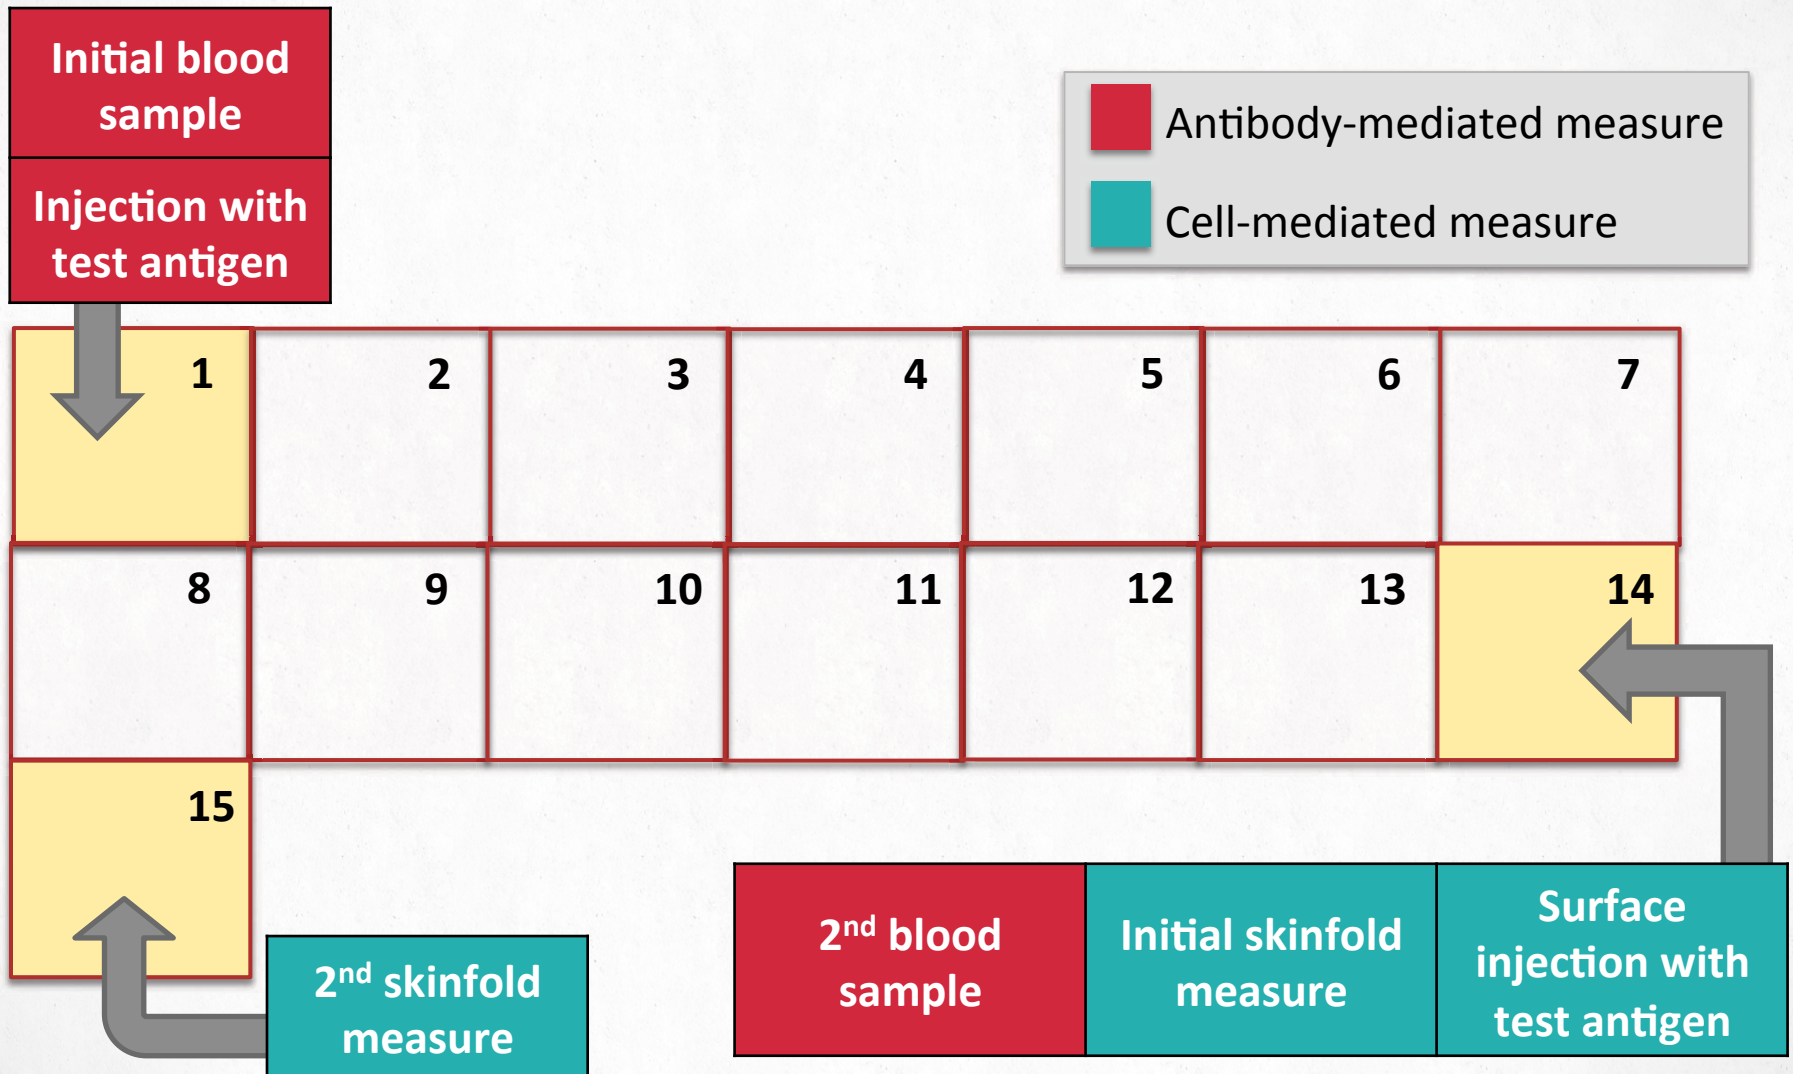 Initial blood
sample
Injection with
test antigen
Antibody-mediated measure
Cell-mediated measure
1
2
3
4
5
6
7
8
9
10
11
12
13
14
15
2nd skinfold
measure
2nd blood
sample
Initial skinfold
measure
Surface
injection with
test antigen